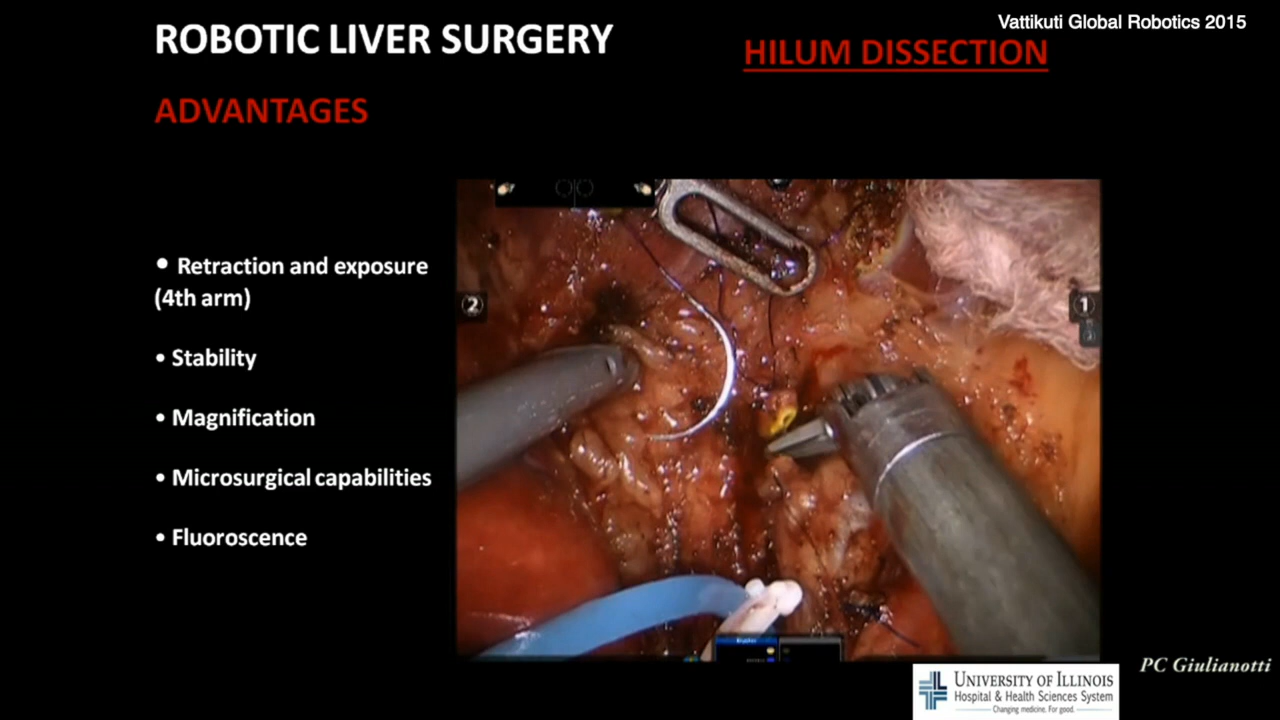 Vattikuti Global Robotics 2015
ROBOTIC LIVER SURGERY
HILUM DISSECTION
ADVANTAGES
• Retraction and exposure
(4th arm)
• Stability
• Magnification
• Microsurgical capabilities
• Fluoroscence
2
1
PC Giulianotti
UNIVERSITY OF ILLINOIS
Hospital & Health Sciences System
Changing medicine. For good.